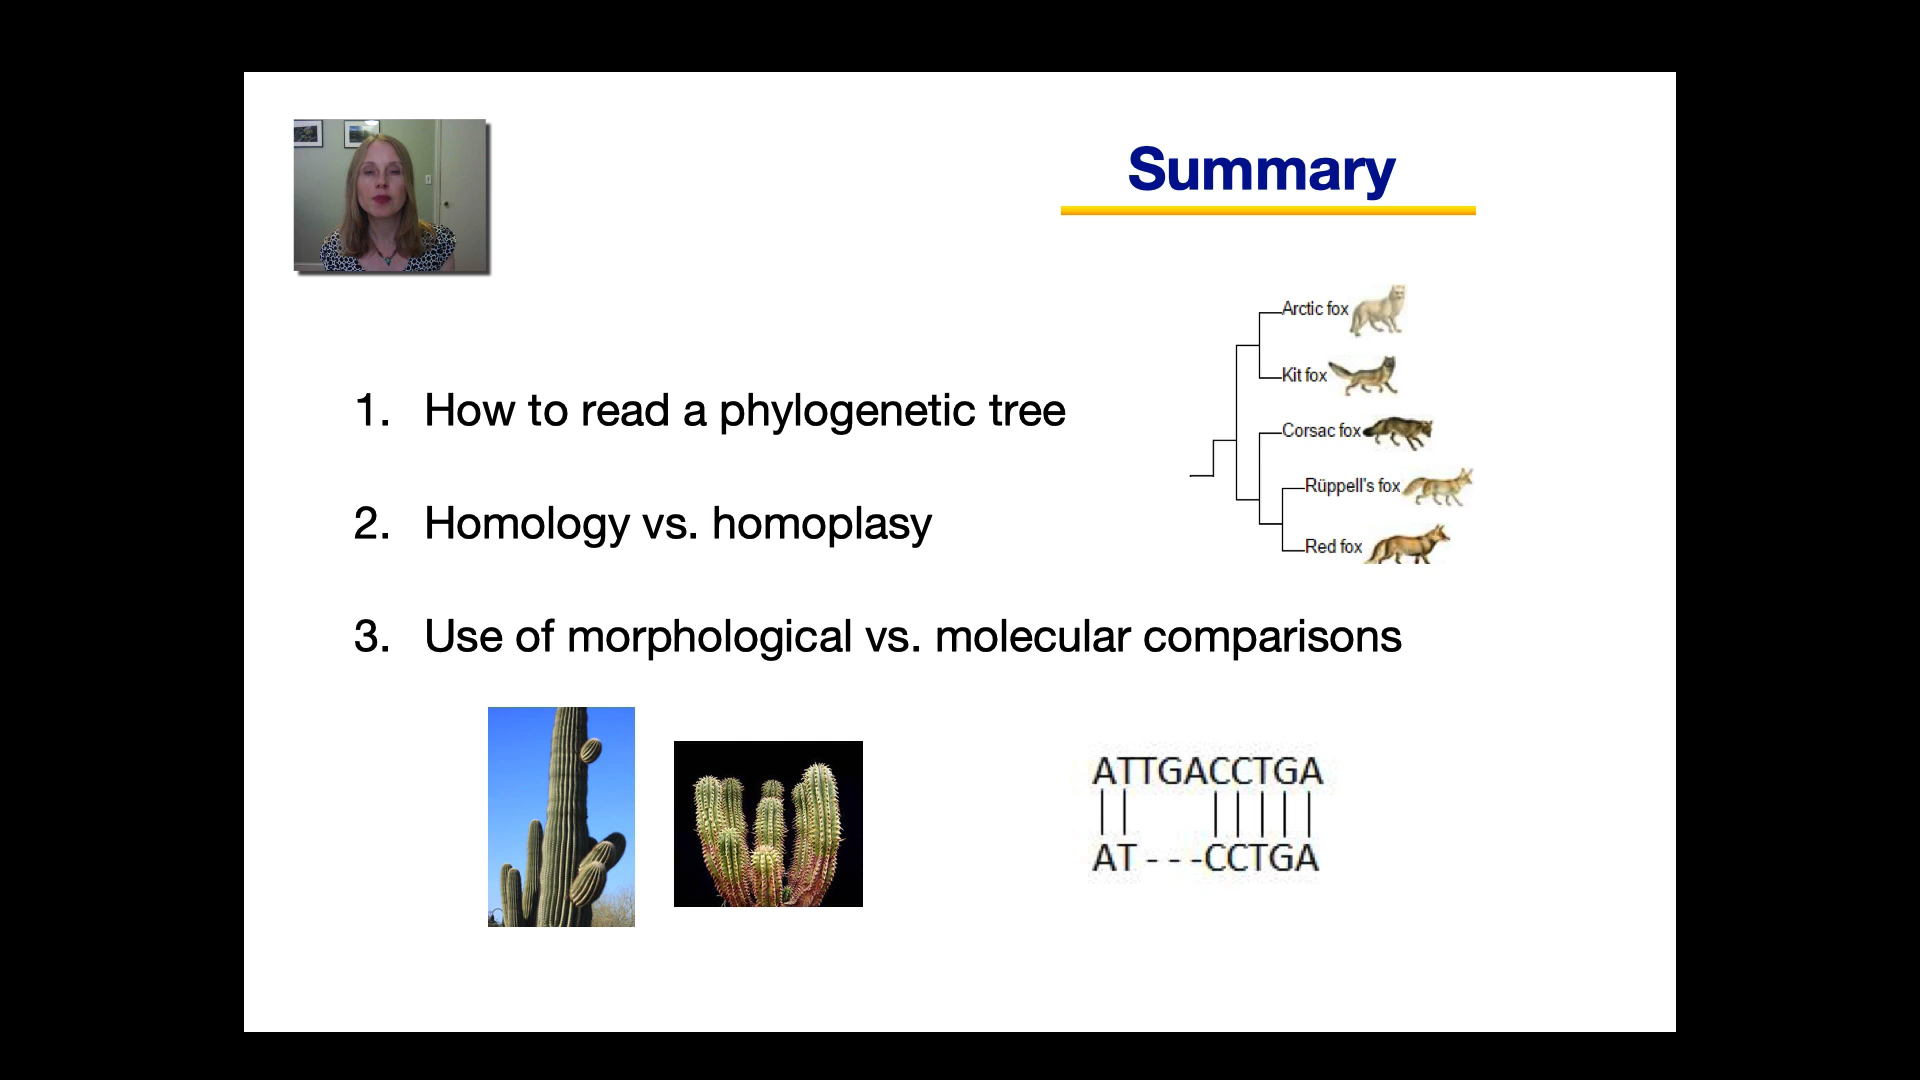 Summary
Arctic fox
Kit fox
Corsac fox
Rüppell's fox
Red fox
1. How to read a phylogenetic tree
2. Homology vs. homoplasy
3. Use of morphological vs. molecular comparisons
ATTGACCTGA
AT---CCTGA